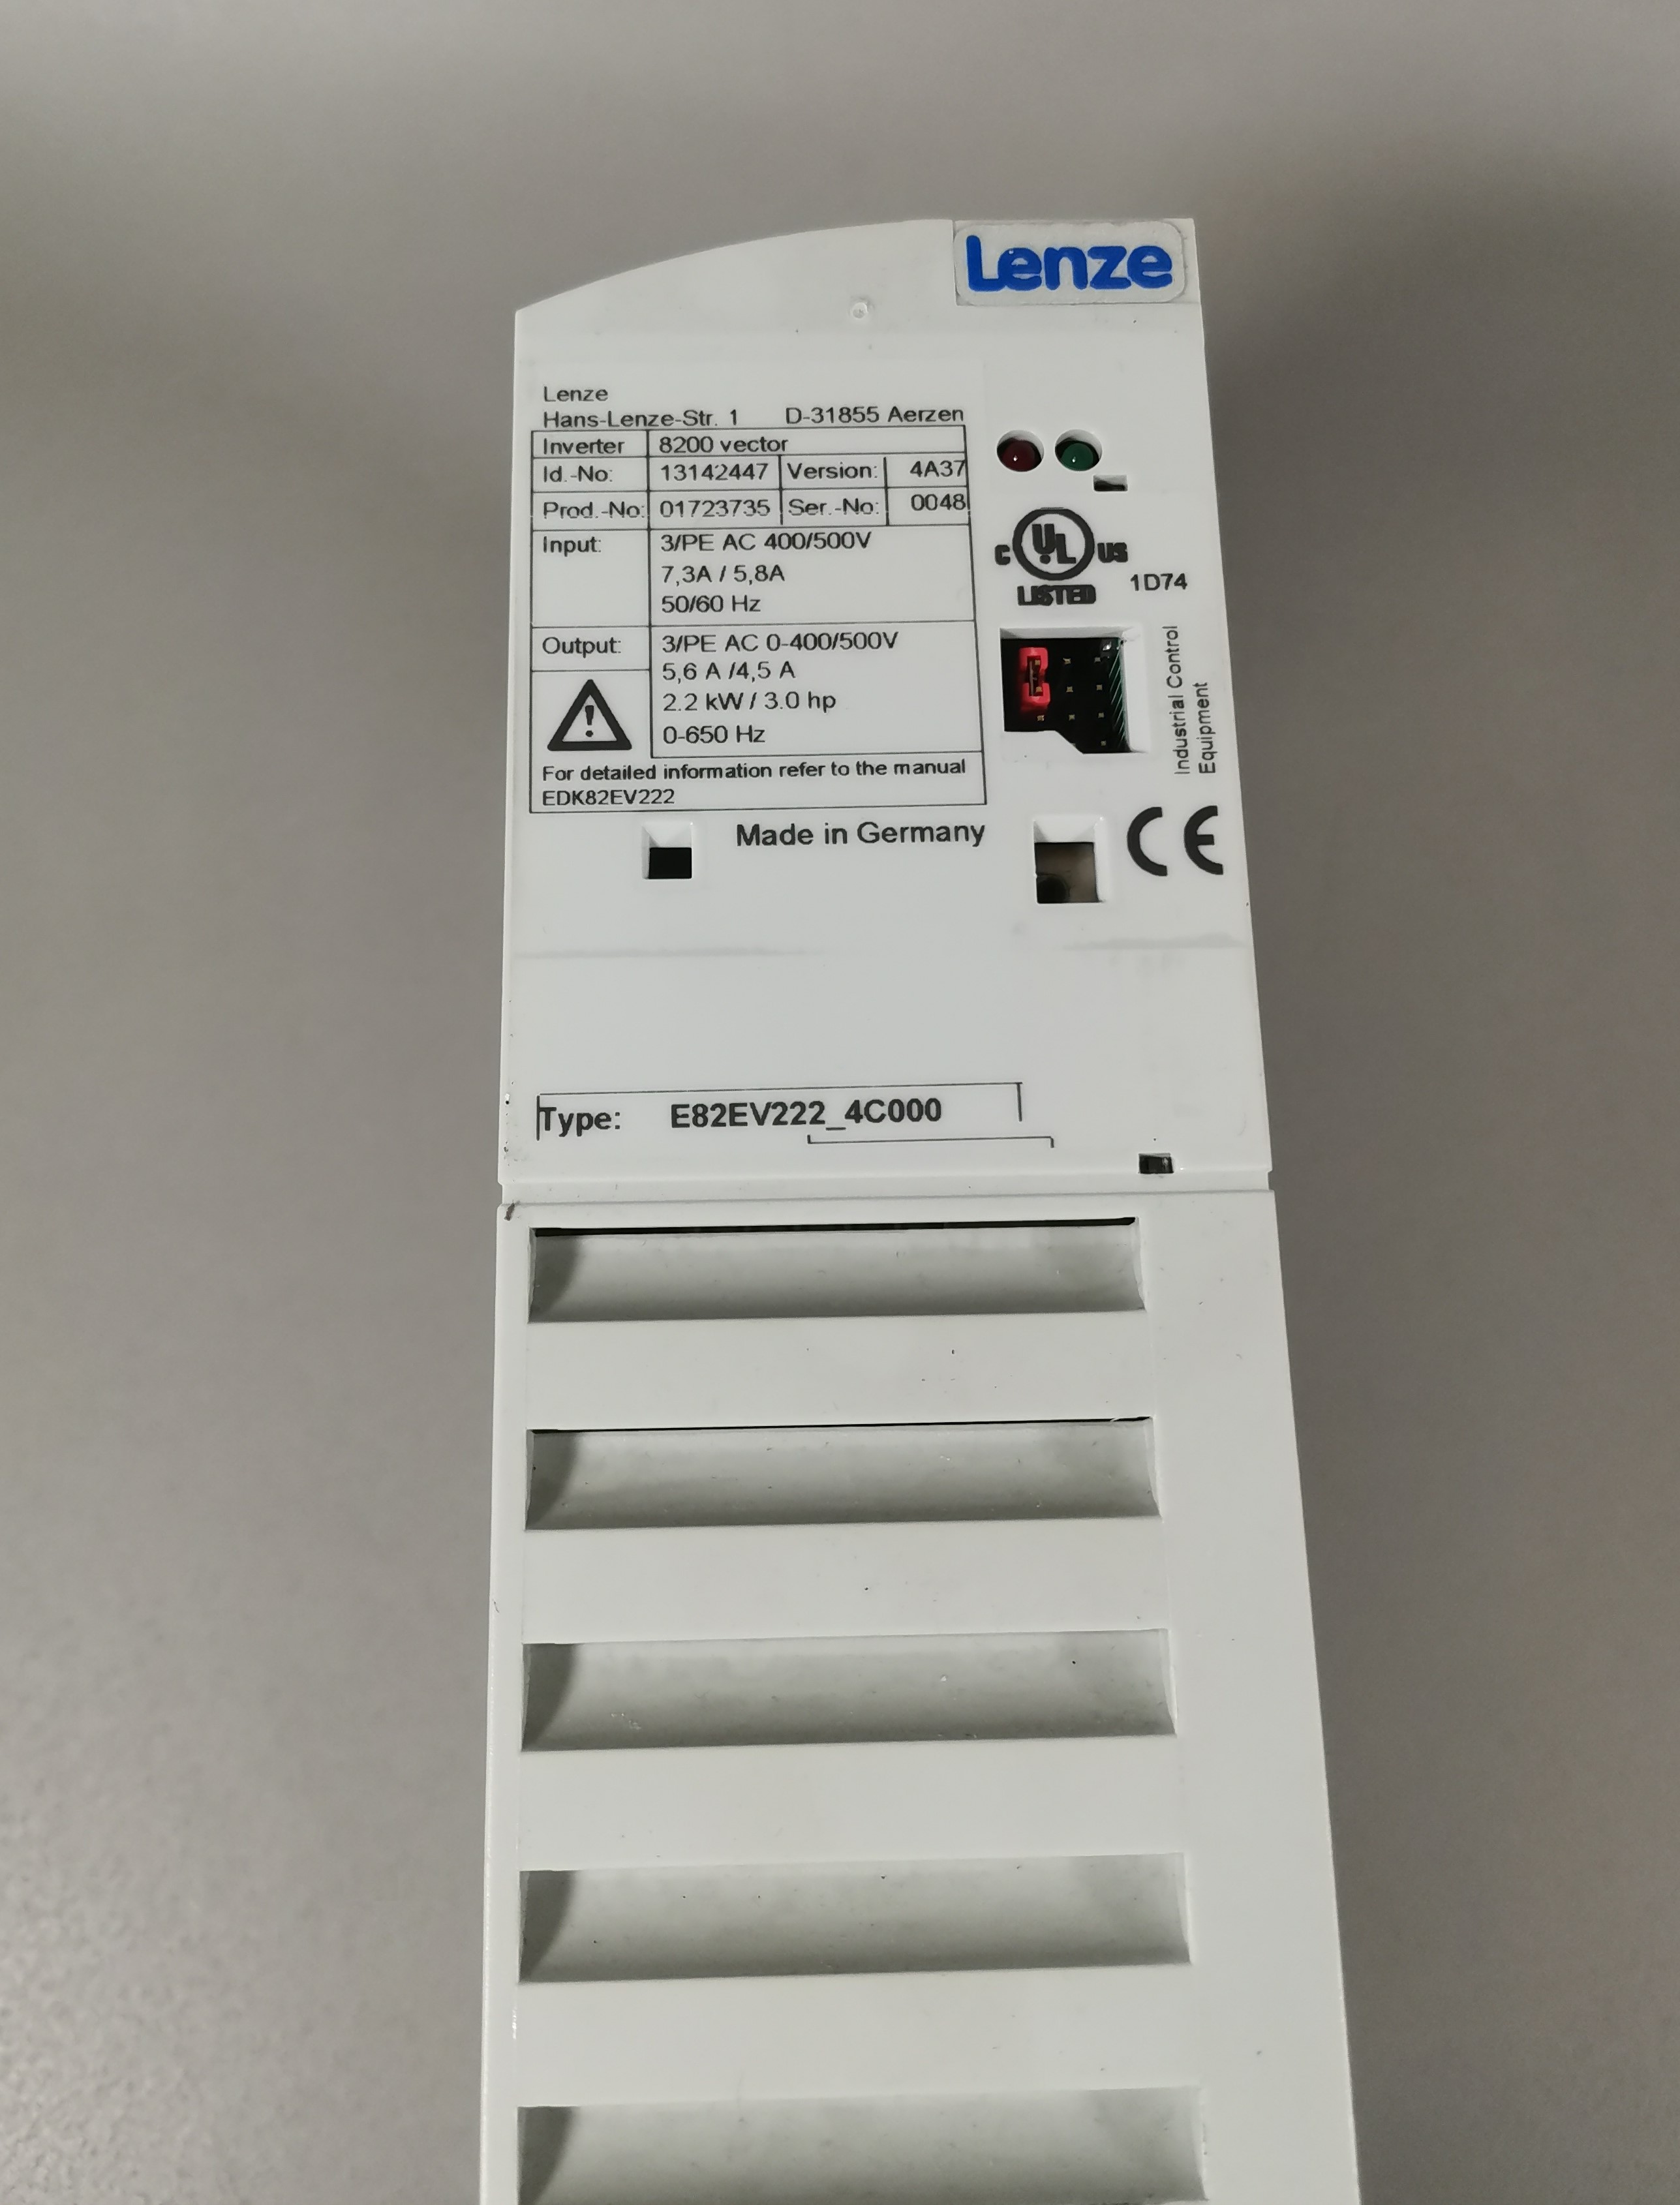 Lenze
Lenze
Hans-Lenze-Str. 1 D-31855 Aerzen
Inverter 8200 vector
Id.-No: 13142447 Version: 4A37
Prod.-No: 01723735 Ser.-No: 0048
Input: 3/PE AC 400/500V
7,3A / 5,8A
50/60 Hz
Output: 3/PE AC 0-400/500V
5,6 A /4,5 A
2.2 kW / 3.0 hp
0-650 Hz
For detailed information refer to the manual
EDK82EV222
C UL US
LISTED 1D74
Industrial Control
Equipment
Made in Germany CE
Type: E82EV222_4C000